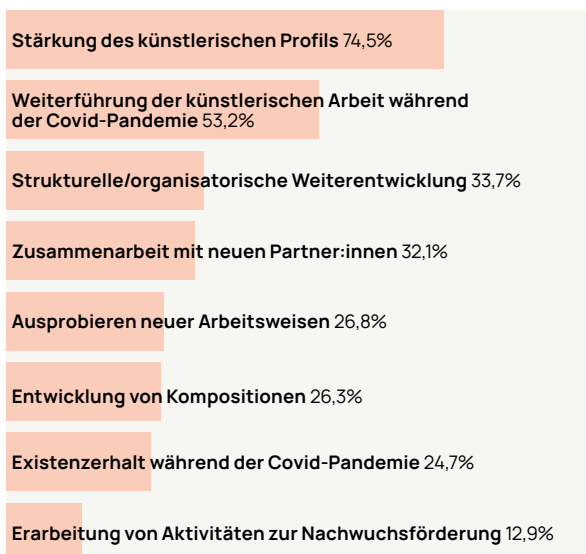 Stärkung des künstlerischen Profils 74,5%
Weiterführung der künstlerischen Arbeit während
der Covid-Pandemie 53,2%
Strukturelle/organisatorische Weiterentwicklung 33,7%
Zusammenarbeit mit neuen Partner:innen 32,1%
Ausprobieren neuer Arbeitsweisen 26,8%
Entwicklung von Kompositionen 26,3%
Existenzerhalt während der Covid-Pandemie 24,7%
Erarbeitung von Aktivitäten zur Nachwuchsförderung 12,9%